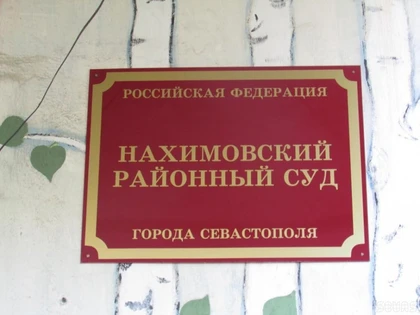 РОССИЙСКАЯ ФЕДЕРАЦИЯ
НАХИМОВСКИЙ
РАЙОННЫЙ СУД
ГОРОДА СЕВАСТОПОЛЯ